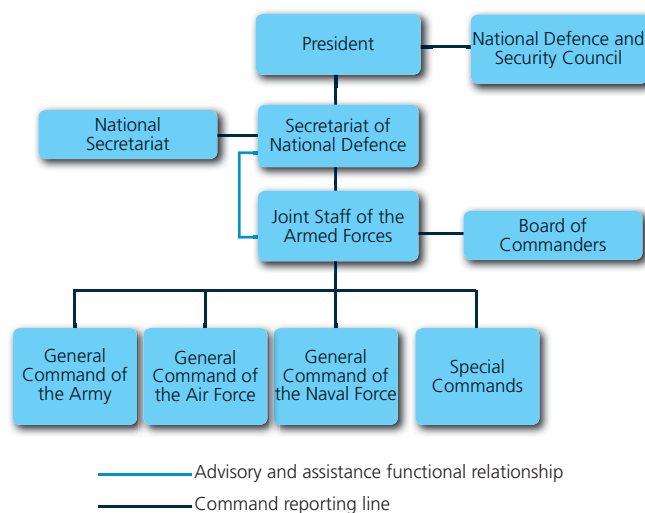 President
National Defence and
Security Council
National
Secretariat
Secretariat of
National Defence
Joint Staff of the
Armed Forces
Board of
Commanders
General
Command of
the Army
General
Command of
the Air Force
General
Command of
the Naval Force
Special
Commands
Advisory and assistance functional relationship
Command reporting line